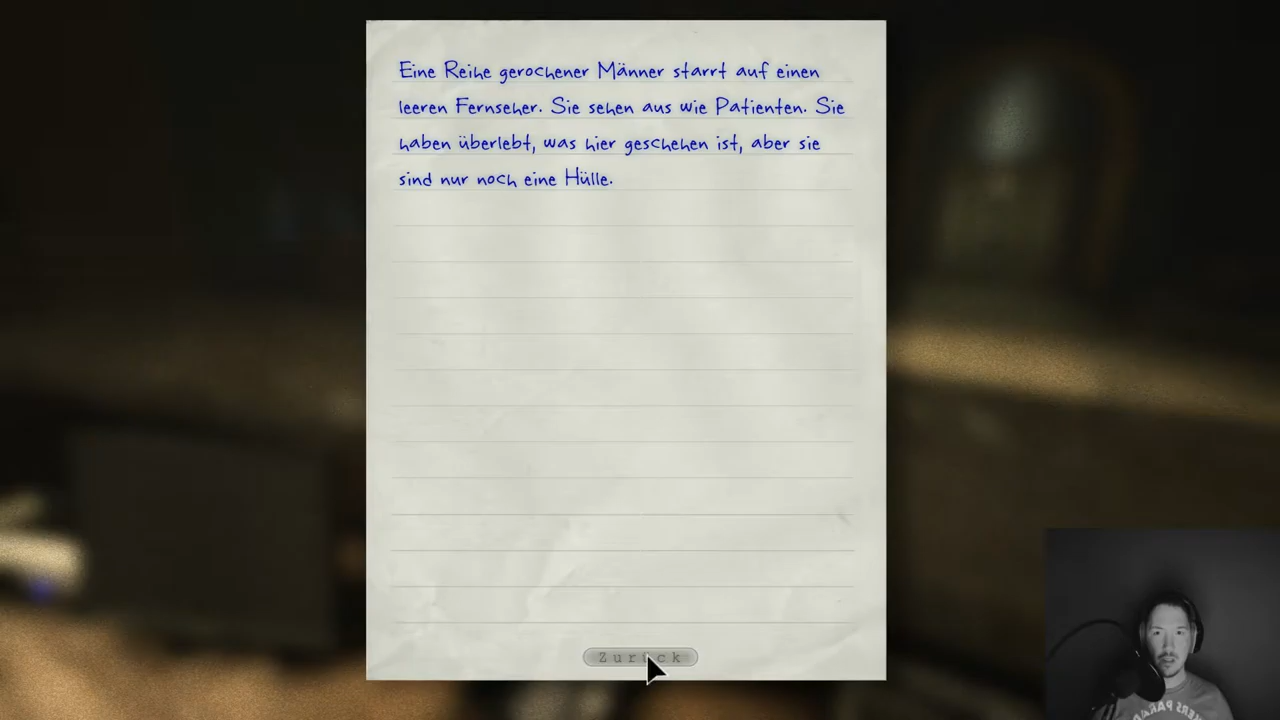 Eine Reihe gerochener Männer starrt auf einen
leeren Fernseher. Sie sehen aus wie Patienten. Sie
haben überlebt, was hier geschehen ist, aber sie
sind nur noch eine Hülle.
Zurück